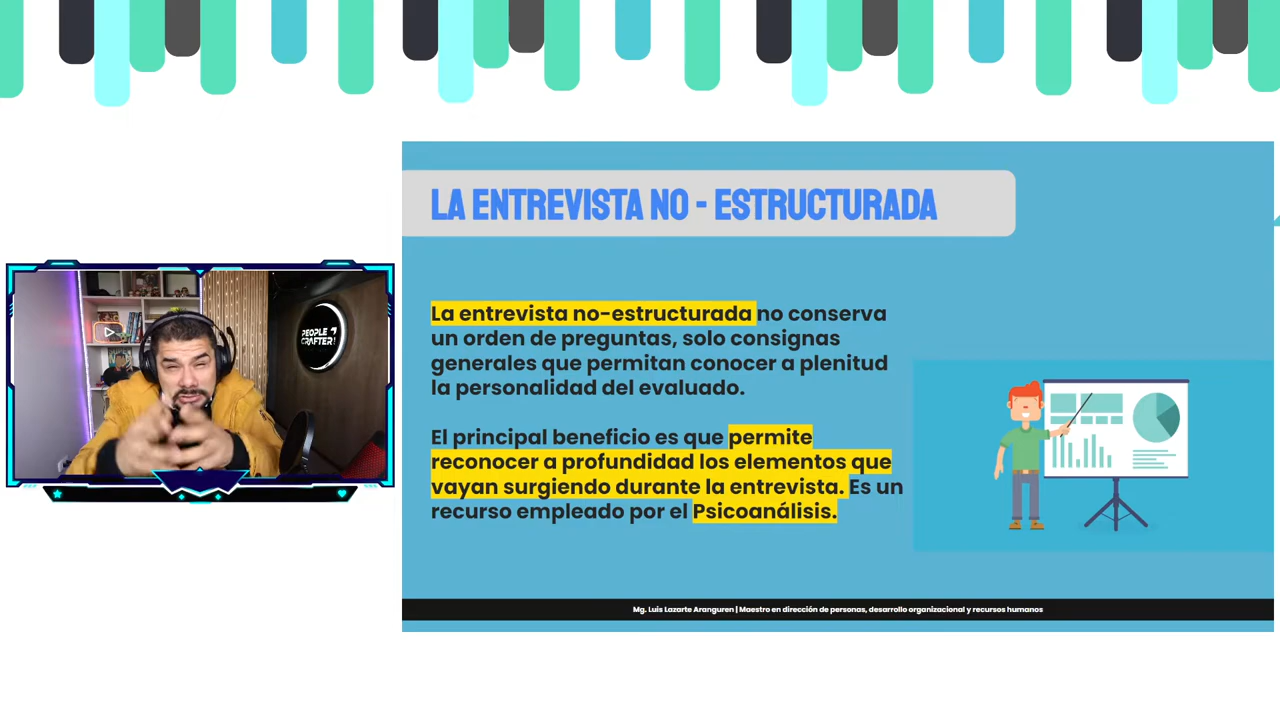 LA ENTREVISTA NO - ESTRUCTURADA
La entrevista no-estructurada no conserva
un orden de preguntas, solo consignas
generales que permitan conocer a plenitud
la personalidad del evaluado.
El principal beneficio es que permite
reconocer a profundidad los elementos que
vayan surgiendo durante la entrevista. Es un
recurso empleado por el Psicoanálisis.
PEOPLE
CRAFTER!
Mg. Luis Lazarte Aranguren | Maestro en dirección de personas, desarrollo organizacional y recursos humanos